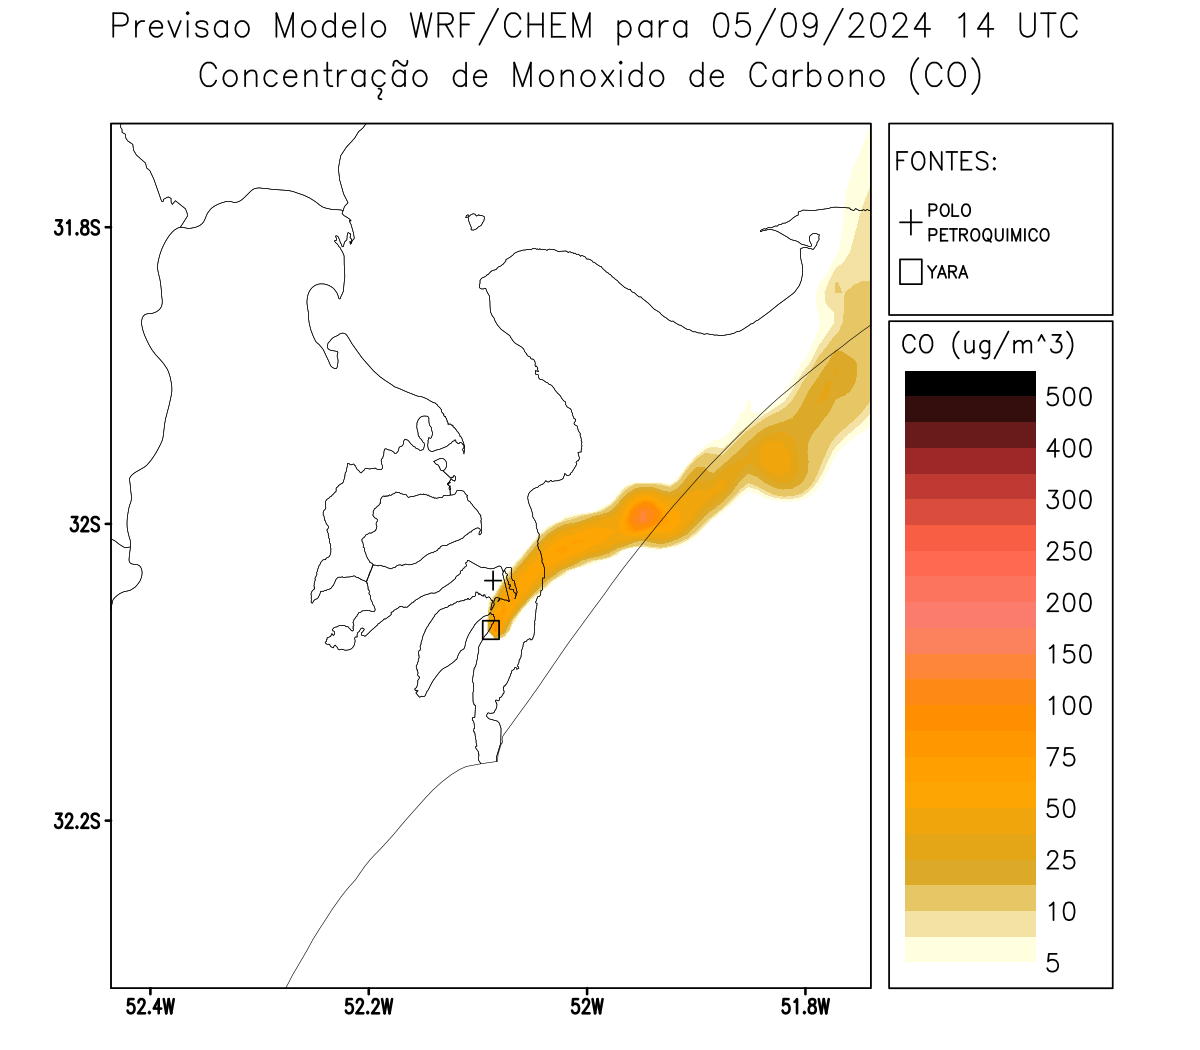 Previsao Modelo WRF/CHEM para 05/09/2024 14 UTC
Concentração de Monoxido de Carbono (CO)
FONTES:
POLO
PETROQUIMICO
YARA
CO (ug/m^3)
500
400
300
250
200
150
100
75
50
25
10
5
31.8S
32S
32.2S
52.4W
52.2W
52W
51.8W